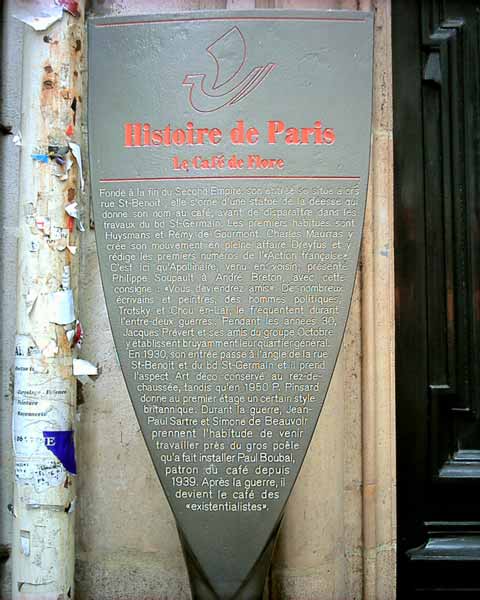 Histoire de Paris
Le Café de Flore
Fondé à la fin du Second Empire, son entrée se situe alors
rue St-Benoît ; elle s'orne d'une statue de la déesse qui
donne son nom au café, avant de disparaître dans les
travaux du bd St-Germain. Les premiers habitués sont
Huysmans et Rémy de Gourmont. Charles Maurras y
crée son mouvement en pleine affaire Dreyfus et y
rédige les premiers numéros de l'«Action française».
C'est ici qu'Apollinaire, venu en voisin, présente
Philippe Soupault à André Breton, avec cette
consigne : «Vous deviendrez amis». De nombreux
écrivains et peintres, des hommes politiques,
Trotsky et Chou en-Laï, le fréquentent durant
l'entre-deux guerres. Pendant les années 30,
Jacques Prévert et ses amis du groupe Octobre
y établissent bruyamment leur quartier général.
En 1930, son entrée passe à l'angle de la rue
St-Benoît et du bd St-Germain et il prend
l'aspect Art déco conservé au rez-de-
chaussée, tandis qu'en 1950 P. Pinsard
donne au premier étage un certain style
britannique. Durant la guerre, Jean-
Paul Sartre et Simone de Beauvoir
prennent l'habitude de venir
travailler près du gros poêle
qu'a fait installer Paul Boubal,
patron du café depuis
1939. Après la guerre, il
devient le café des
«existentialistes».